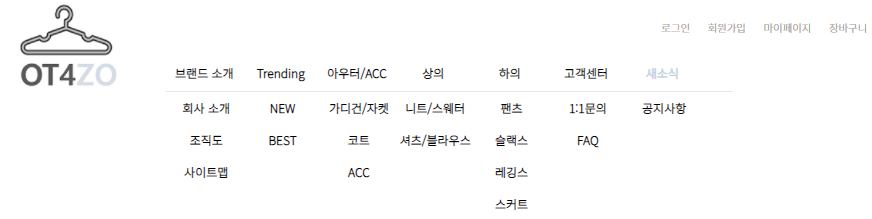 로그인 회원가입 마이페이지 장바구니
OT4ZO
브랜드 소개 Trending 아우터/ACC 상의 하의 고객센터 새소식
회사 소개 NEW 가디건/자켓 니트/스웨터 팬츠 1:1문의 공지사항
조직도 BEST 코트 셔츠/블라우스 슬랙스 FAQ
사이트맵 ACC 레깅스
스커트